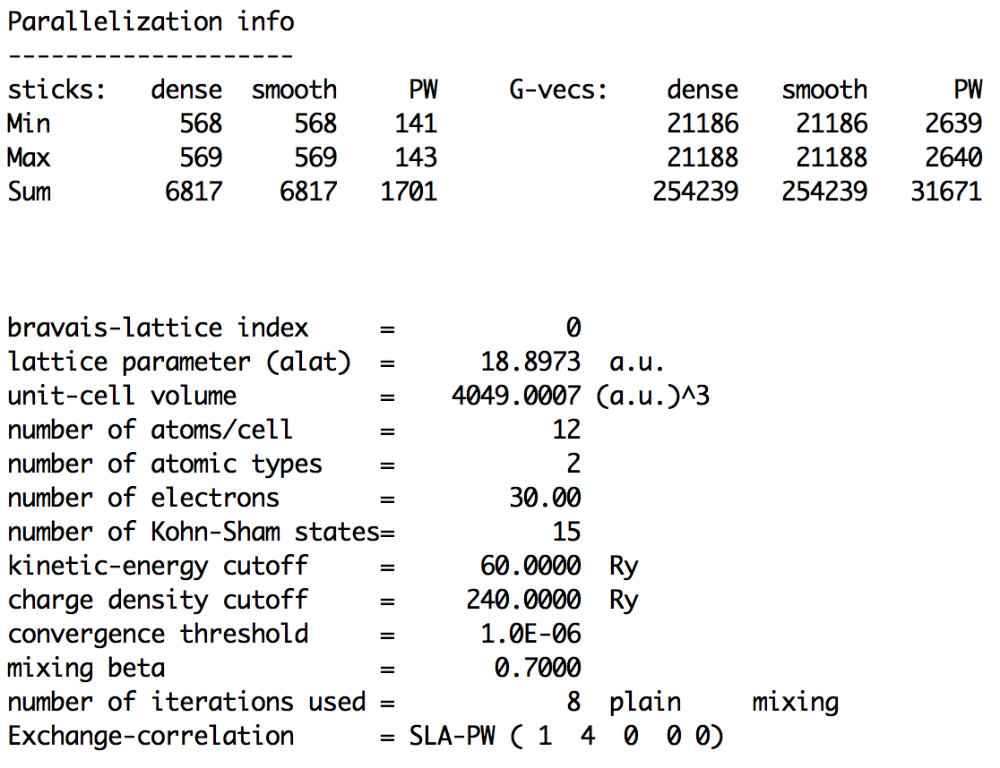 Parallelization info
--------------------
sticks:   dense  smooth     PW     G-vecs:    dense   smooth      PW
Min         568     568    141                21186    21186    2639
Max         569     569    143                21188    21188    2640
Sum        6817    6817   1701               254239   254239   31671
bravais-lattice index     =            0
lattice parameter (alat)  =      18.8973  a.u.
unit-cell volume          =    4049.0007 (a.u.)^3
number of atoms/cell      =           12
number of atomic types    =            2
number of electrons       =        30.00
number of Kohn-Sham states=           15
kinetic-energy cutoff     =      60.0000  Ry
charge density cutoff     =     240.0000  Ry
convergence threshold     =      1.0E-06
mixing beta               =       0.7000
number of iterations used =            8  plain     mixing
Exchange-correlation      = SLA-PW ( 1  4  0  0 0)